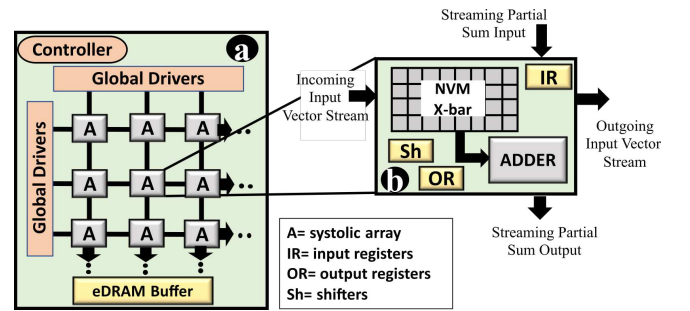 Controller
a
Global Drivers
Global Drivers
A A A
A A A
A A A
eDRAM Buffer
Incoming
Input
Vector Stream
Streaming Partial
Sum Input
IR
NVM
X-bar
Sh
OR
ADDER
b
Outgoing
Input Vector
Stream
Streaming Partial
Sum Output
A= systolic array
IR= input registers
OR= output registers
Sh= shifters